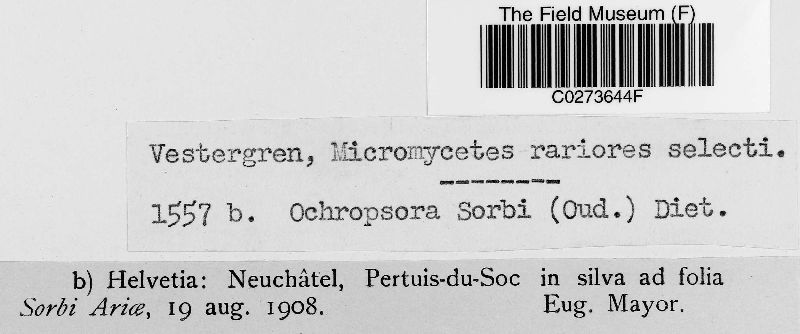 The Field Museum (F)
C0273644F
Vestergren, Micromycetes rariores selecti.
1557 b. Ochropsora Sorbi (Oud.) Diet.
b) Helvetia: Neuchâtel, Pertuis-du-Soc in silva ad folia
Sorbi Ariæ, 19 aug. 1908. Eug. Mayor.